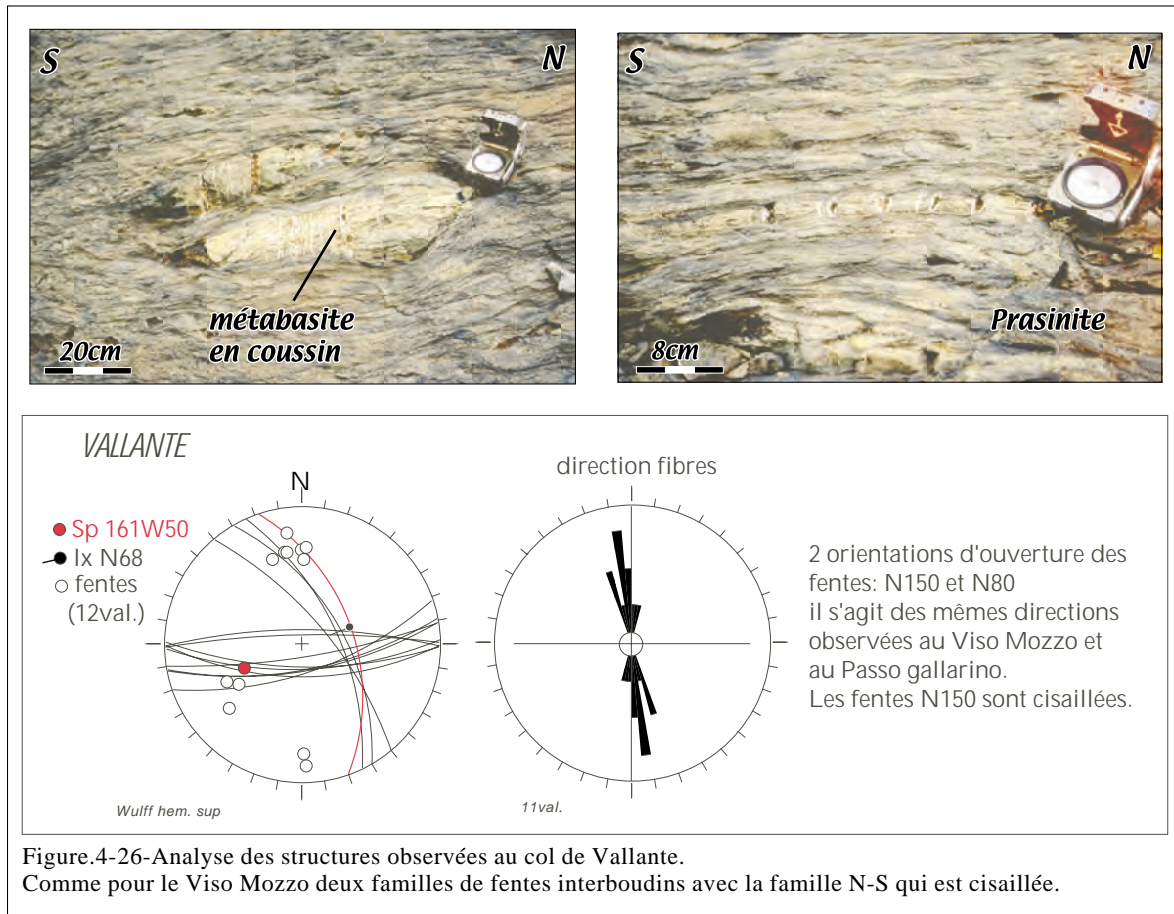 S
N
métabasite
en coussin
20cm
S
N
Prasinite
8cm
VALLANTE
N
Sp 161W50
lx N68
fentes
(12val.)
Wulff hem. sup
direction fibres
11val.
2 orientations d'ouverture des
fentes: N150 et N80
il s'agit des mêmes directions
observées au Viso Mozzo et
au Passo gallarino.
Les fentes N150 sont cisaillées.
Figure.4-26-Analyse des structures observées au col de Vallante.
Comme pour le Viso Mozzo deux familles de fentes interboudins avec la famille N-S qui est cisaillée.